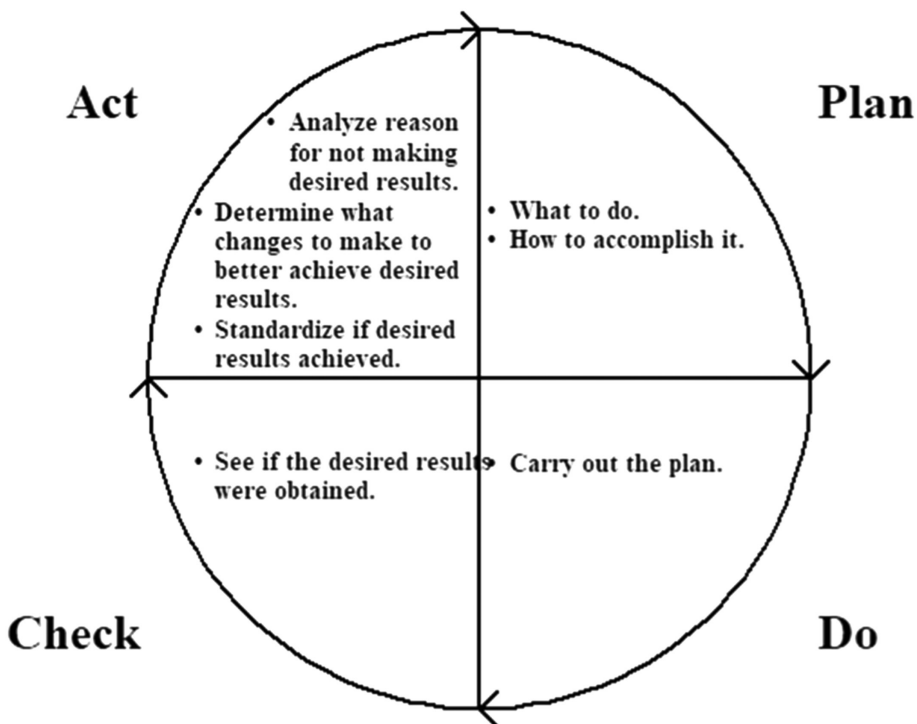 Act
Plan
• Analyze reason
for not making
desired results.
• Determine what
changes to make to
better achieve desired
results.
• Standardize if desired
results achieved.
• What to do.
• How to accomplish it.
• See if the desired results
were obtained.
• Carry out the plan.
Check
Do